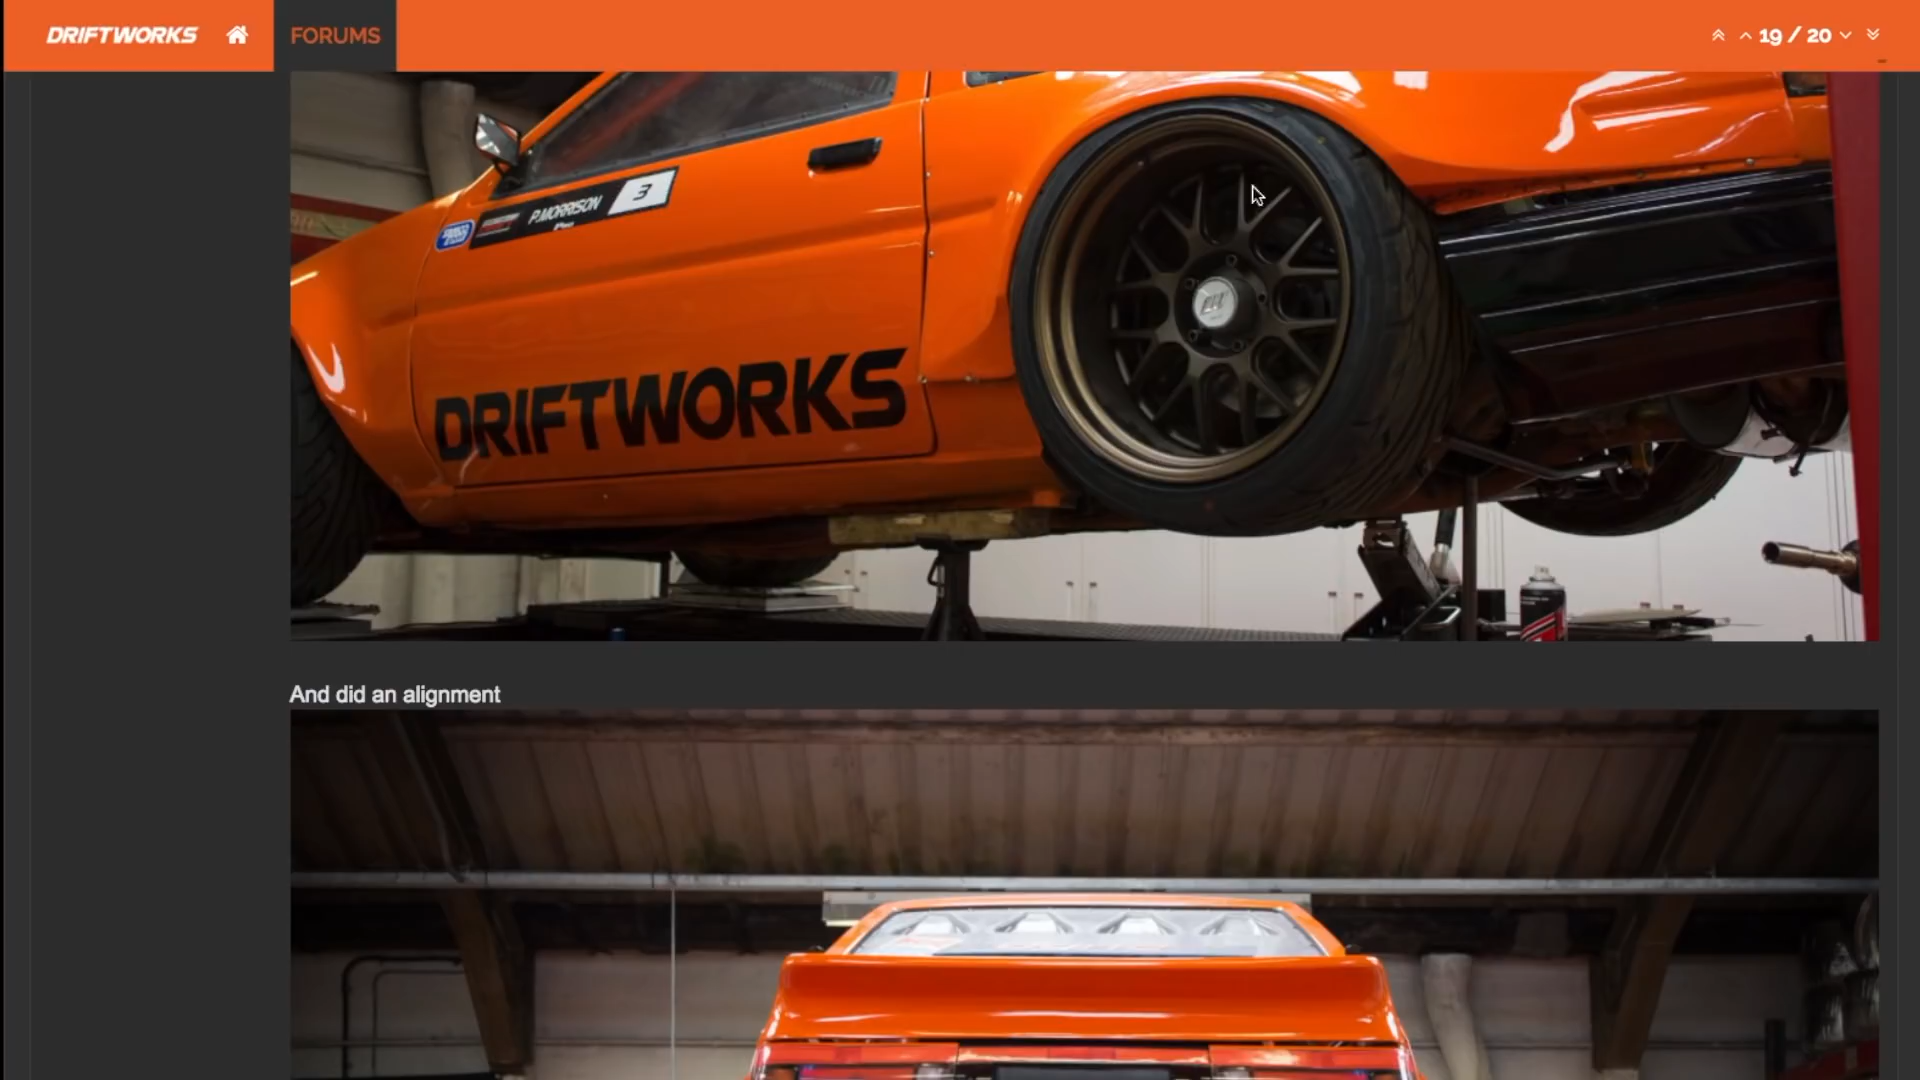 DRIFTWORKS
FORUMS
19 / 20
P.MORRISON
3
DRIFTWORKS
And did an alignment